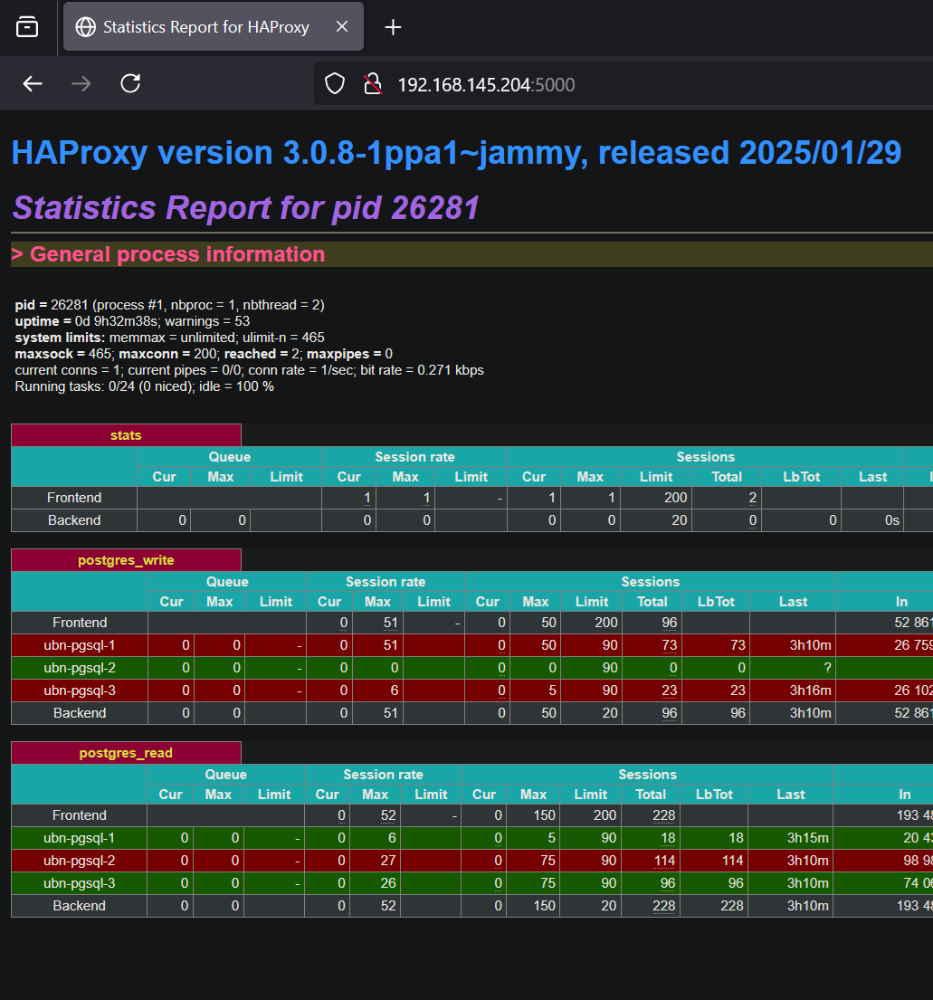 Statistics Report for HAProxy
192.168.145.204:5000
HAProxy version 3.0.8-1ppa1~jammy, released 2025/01/29
Statistics Report for pid 26281
> General process information
pid = 26281 (process #1, nbproc = 1, nbthread = 2)
uptime = 0d 9h32m38s; warnings = 53
system limits: memmax = unlimited; ulimit-n = 465
maxsock = 465; maxconn = 200; reached = 2; maxpipes = 0
current conns = 1; current pipes = 0/0; conn rate = 1/sec; bit rate = 0.271 kbps
Running tasks: 0/24 (0 niced); idle = 100 %
stats
Queue Session rate Sessions
Cur Max Limit Cur Max Limit Cur Max Limit Total LbTot Last
Frontend 1 1 - 1 1 200 2
Backend 0 0 0 0 0 0 20 0 0 0s
postgres_write
Queue Session rate Sessions
Cur Max Limit Cur Max Limit Cur Max Limit Total LbTot Last In
Frontend 0 51 - 0 50 200 96 52 861
ubn-pgsql-1 0 0 - 0 51 0 50 90 73 73 3h10m 26 759
ubn-pgsql-2 0 0 - 0 0 0 0 90 0 0 ?
ubn-pgsql-3 0 0 - 0 6 0 5 90 23 23 3h16m 26 102
Backend 0 0 0 51 0 50 20 96 96 3h10m 52 861
postgres_read
Queue Session rate Sessions
Cur Max Limit Cur Max Limit Cur Max Limit Total LbTot Last In
Frontend 0 52 - 0 150 200 228 193 48
ubn-pgsql-1 0 0 - 0 6 0 5 90 18 18 3h15m 20 43
ubn-pgsql-2 0 0 - 0 27 0 75 90 114 114 3h10m 98 98
ubn-pgsql-3 0 0 - 0 26 0 75 90 96 96 3h10m 74 06
Backend 0 0 0 52 0 150 20 228 228 3h10m 193 48